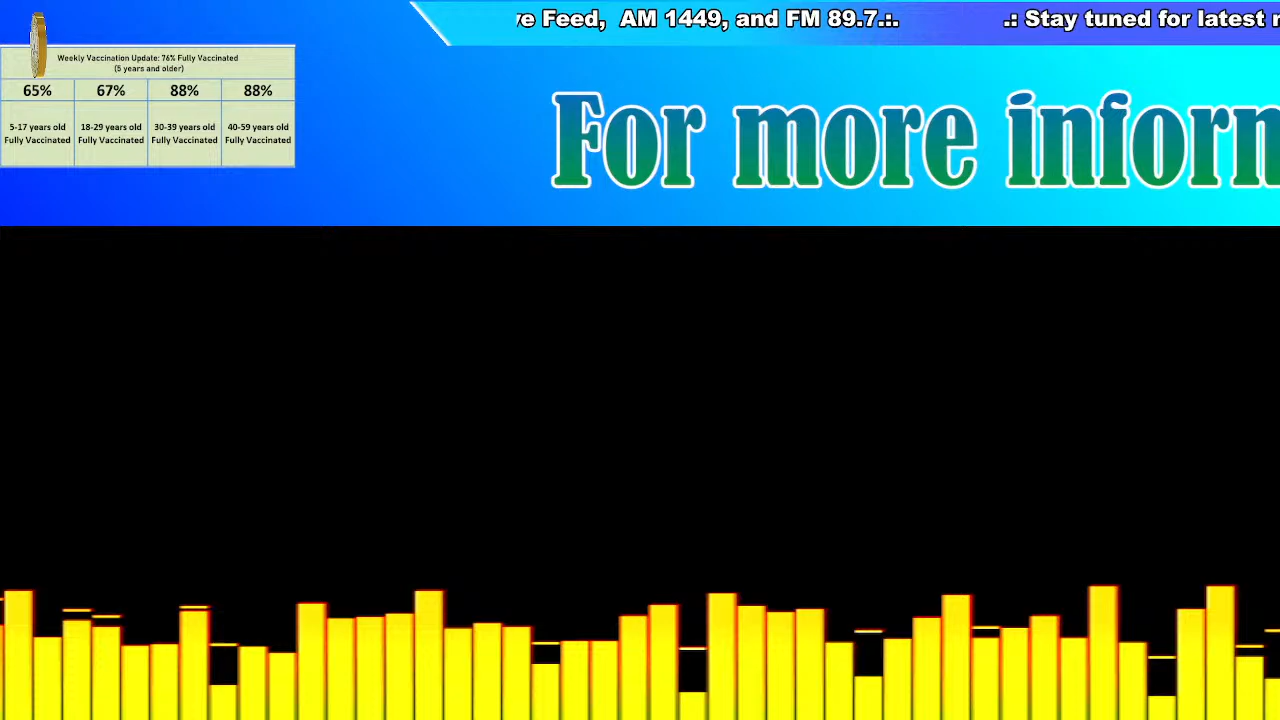 ve Feed, AM 1449, and FM 89.7.:. .: Stay tuned for latest
Weekly Vaccination Update: 76% Fully Vaccinated
(5 years and older)
65% 67% 88% 88%
5-17 years old 18-29 years old 30-39 years old 40-59 years old
Fully Vaccinated Fully Vaccinated Fully Vaccinated Fully Vaccinated
For more inform